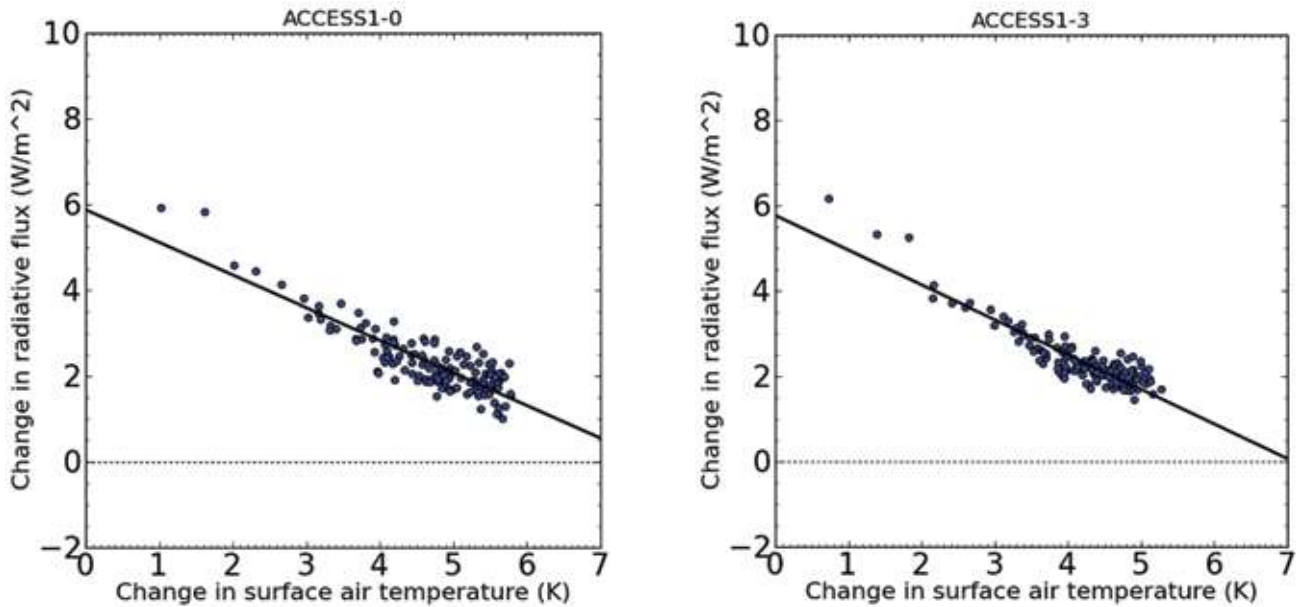 ACCESS1-0
10
8
6
4
2
0
−2
0 1 2 3 4 5 6 7
Change in surface air temperature (K)
Change in radiative flux (W/m^2)
ACCESS1-3
10
8
6
4
2
0
−2
0 1 2 3 4 5 6 7
Change in surface air temperature (K)
Change in radiative flux (W/m^2)